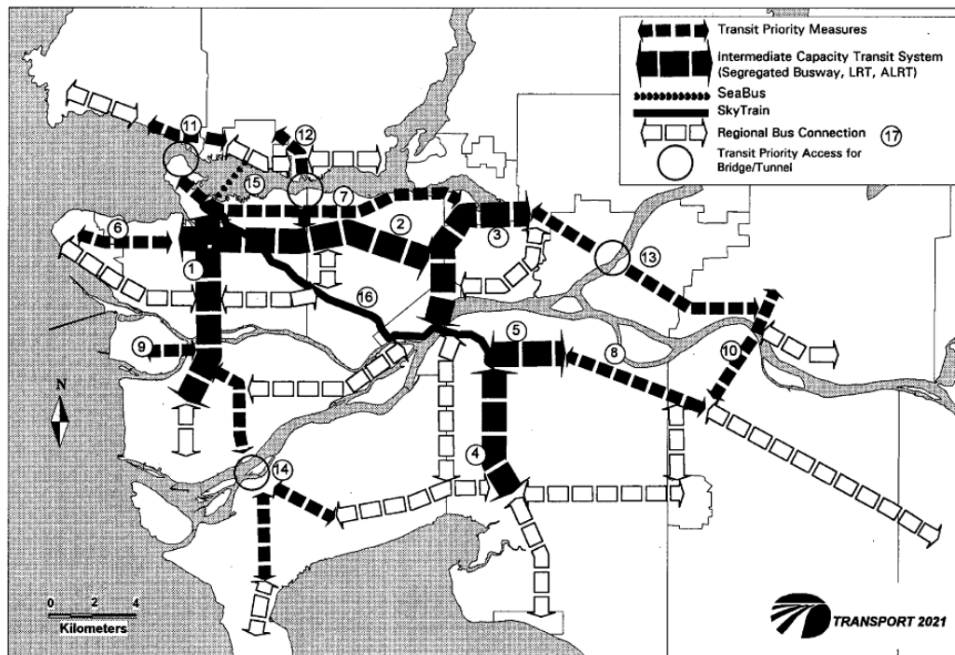 Transit Priority Measures
Intermediate Capacity Transit System
(Segregated Busway, LRT, ALRT)
SeaBus
SkyTrain
Regional Bus Connection 17
Transit Priority Access for
Bridge/Tunnel
11
12
15
7
6
2
3
1
13
16
5
9
8
10
N
4
14
0 2 4
Kilometers
TRANSPORT 2021